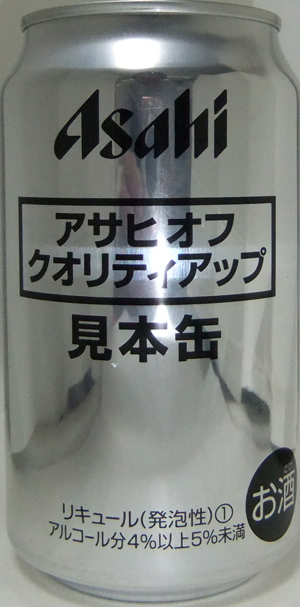 Asahi
アサヒオフ
クオリティアップ
見本缶
お酒
リキュール(発泡性)①
アルコール分4%以上5%未満